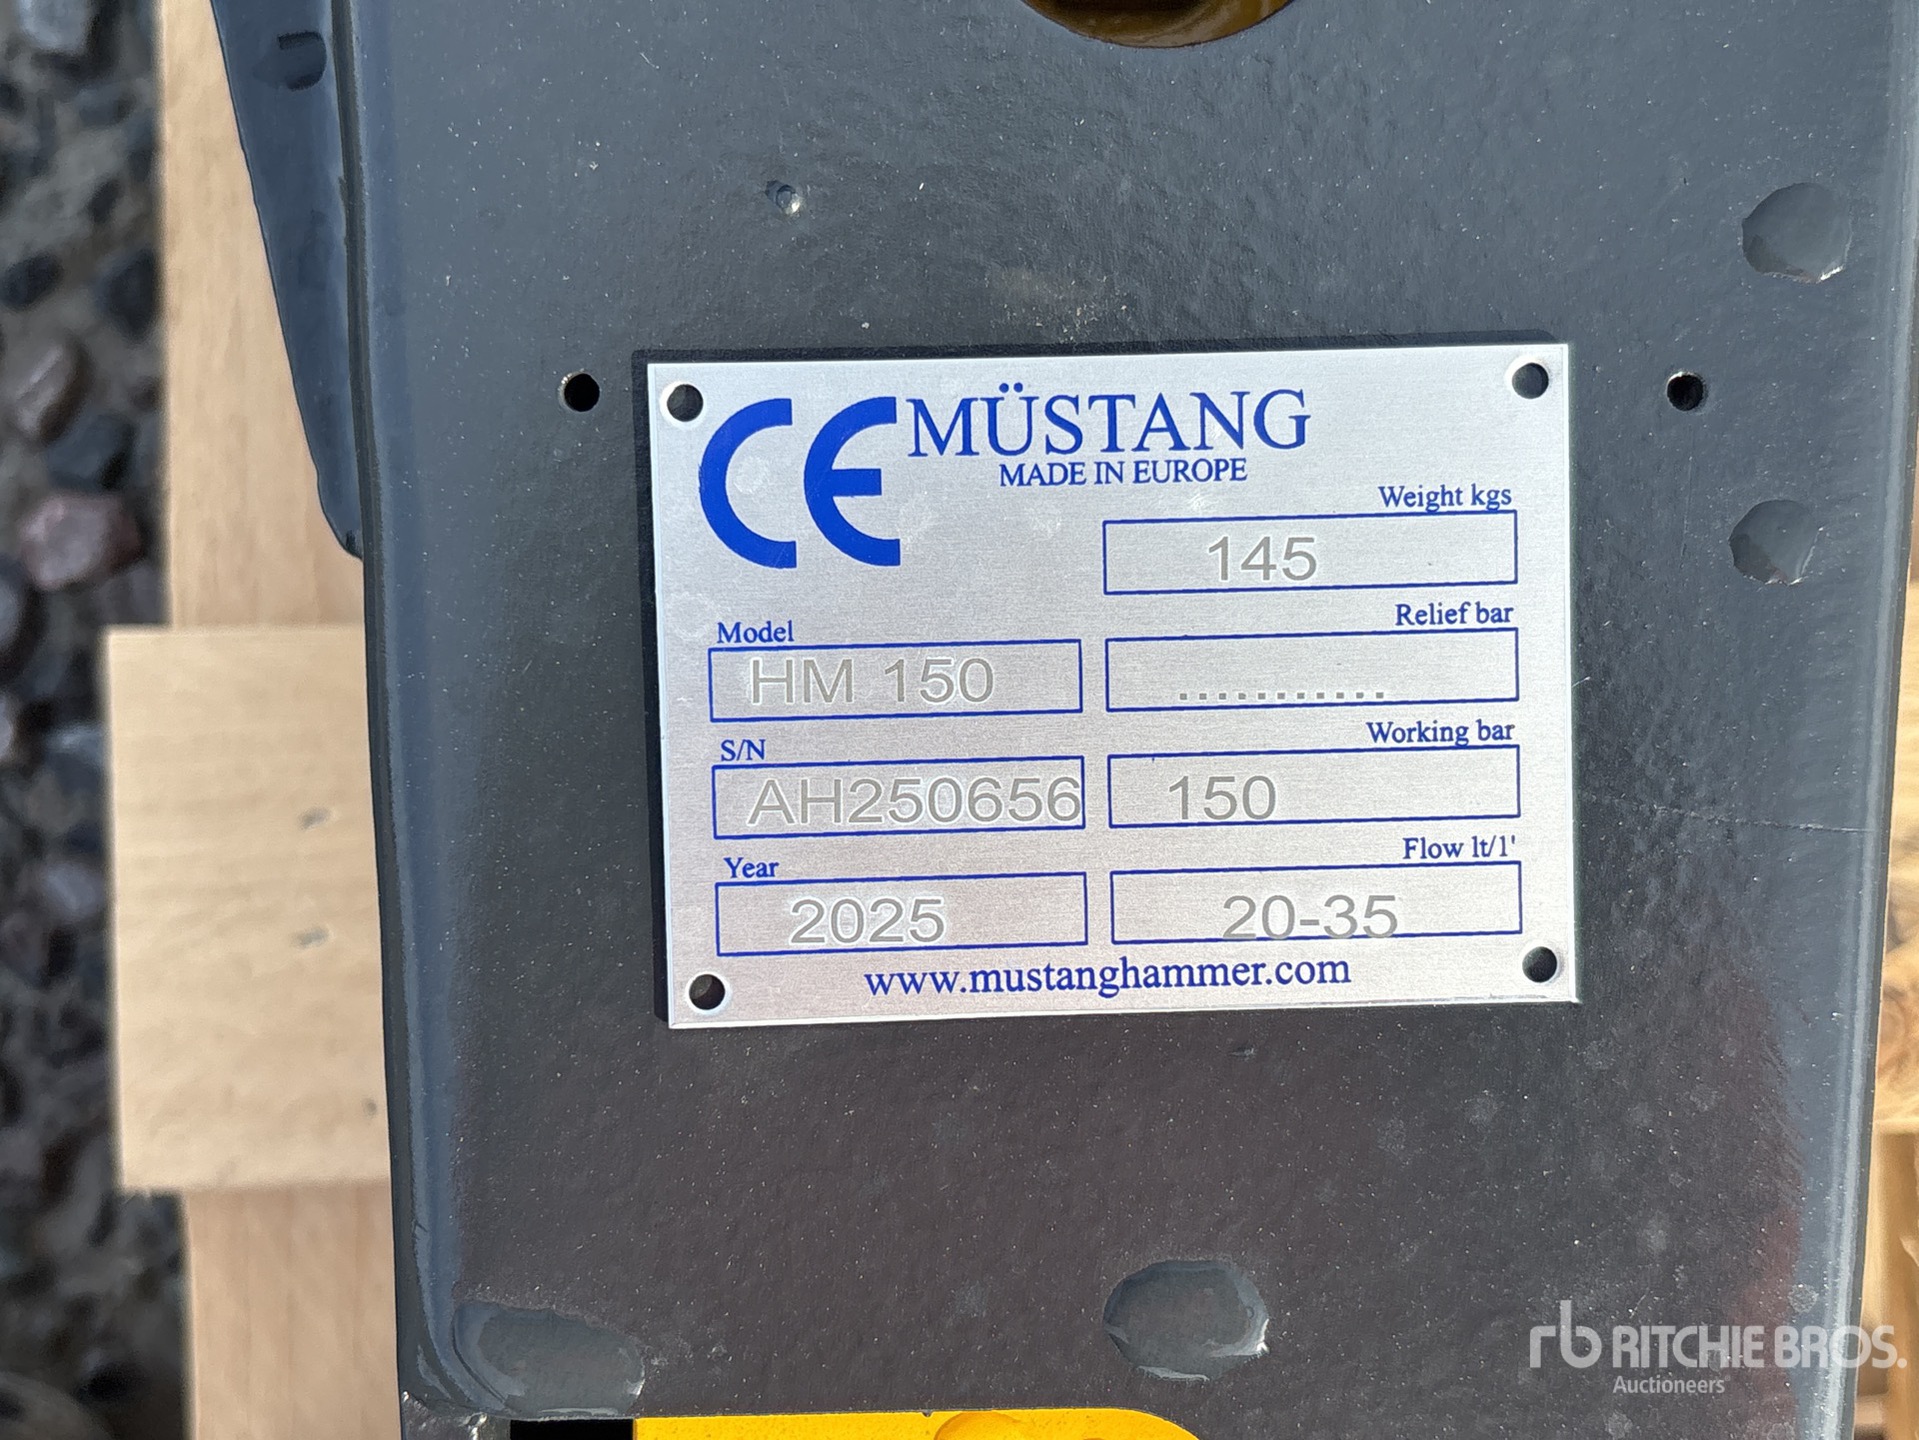 CE MÜSTANG
MADE IN EUROPE
Weight kgs
145
Model
HM 150
Relief bar
...........
S/N
AH250656
Working bar
150
Year
2025
Flow lt/1'
20-35
www.mustanghammer.com
rb RITCHIE BROS.
Auctioneers